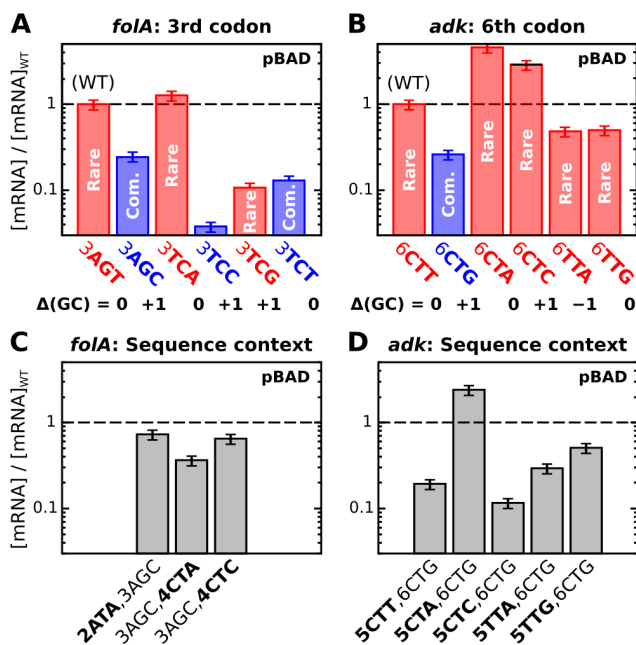 A folA: 3rd codon
pBAD
[mRNA] / [mRNA]WT
1
0.1
(WT)
Rare
Com.
Rare
Rare
Com.
3AGT
3AGC
3TCA
3TCC
3TCG
3TCT
Δ(GC) = 0 +1 0 +1 +1 0
B adk: 6th codon
pBAD
1
0.1
(WT)
Rare
Com.
Rare
Rare
Rare
Rare
6CTT
6CTG
6CTA
6CTC
6TTA
6TTG
0 +1 0 +1 −1 0
C folA: Sequence context
pBAD
[mRNA] / [mRNA]WT
1
0.1
2ATA,3AGC
3AGC,4CTA
3AGC,4CTC
D adk: Sequence context
pBAD
1
0.1
5CTT,6CTG
5CTA,6CTG
5CTC,6CTG
5TTA,6CTG
5TTG,6CTG